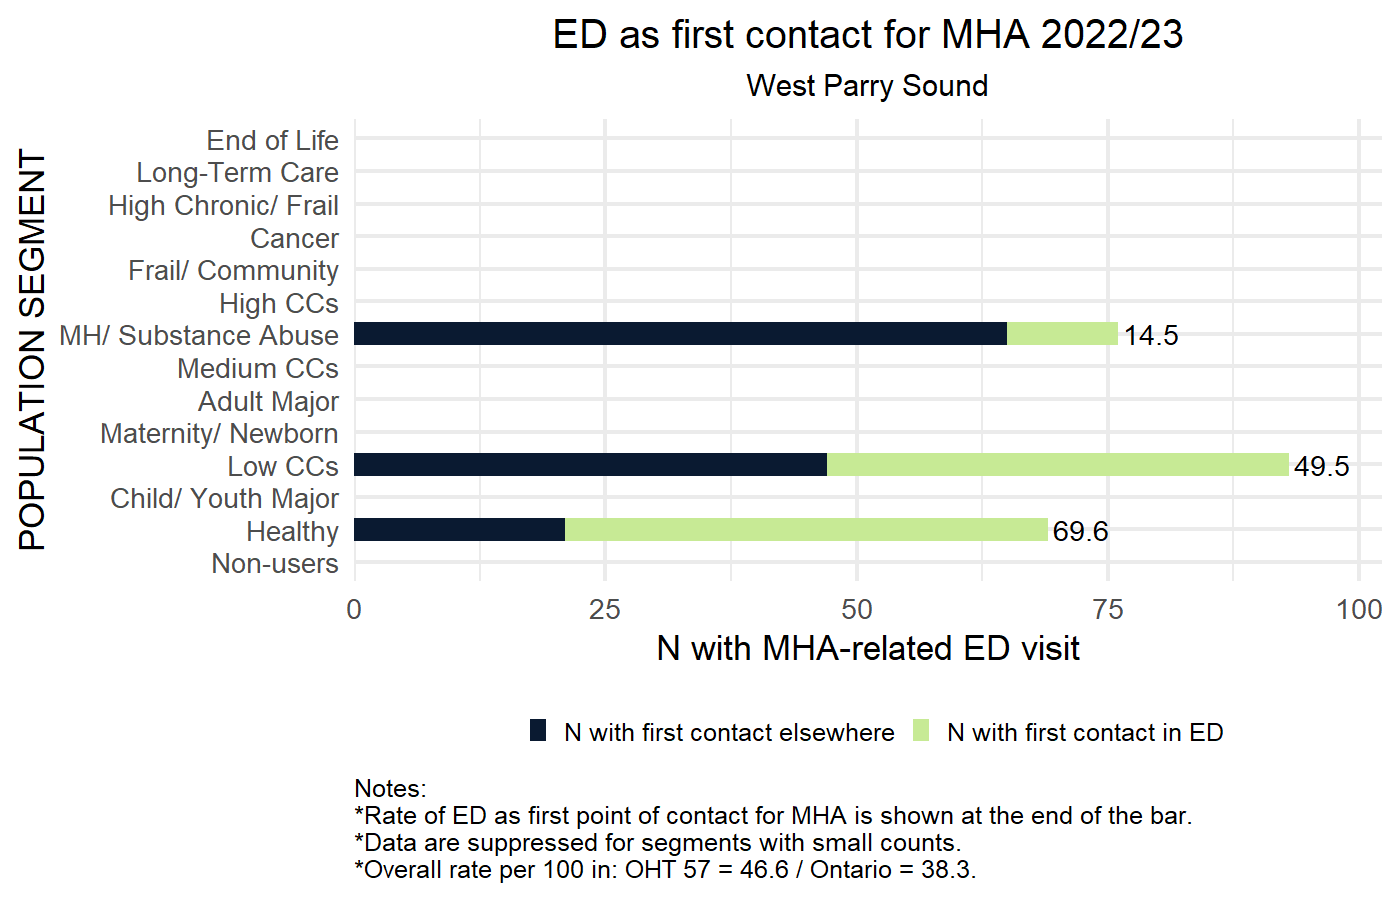 ED as first contact for MHA 2022/23
West Parry Sound
POPULATION SEGMENT
End of Life
Long-Term Care
High Chronic/ Frail
Cancer
Frail/ Community
High CCs
MH/ Substance Abuse
14.5
Medium CCs
Adult Major
Maternity/ Newborn
Low CCs
49.5
Child/ Youth Major
Healthy
69.6
Non-users
0 25 50 75 100
N with MHA-related ED visit
N with first contact elsewhere N with first contact in ED
Notes:
*Rate of ED as first point of contact for MHA is shown at the end of the bar.
*Data are suppressed for segments with small counts.
*Overall rate per 100 in: OHT 57 = 46.6 / Ontario = 38.3.